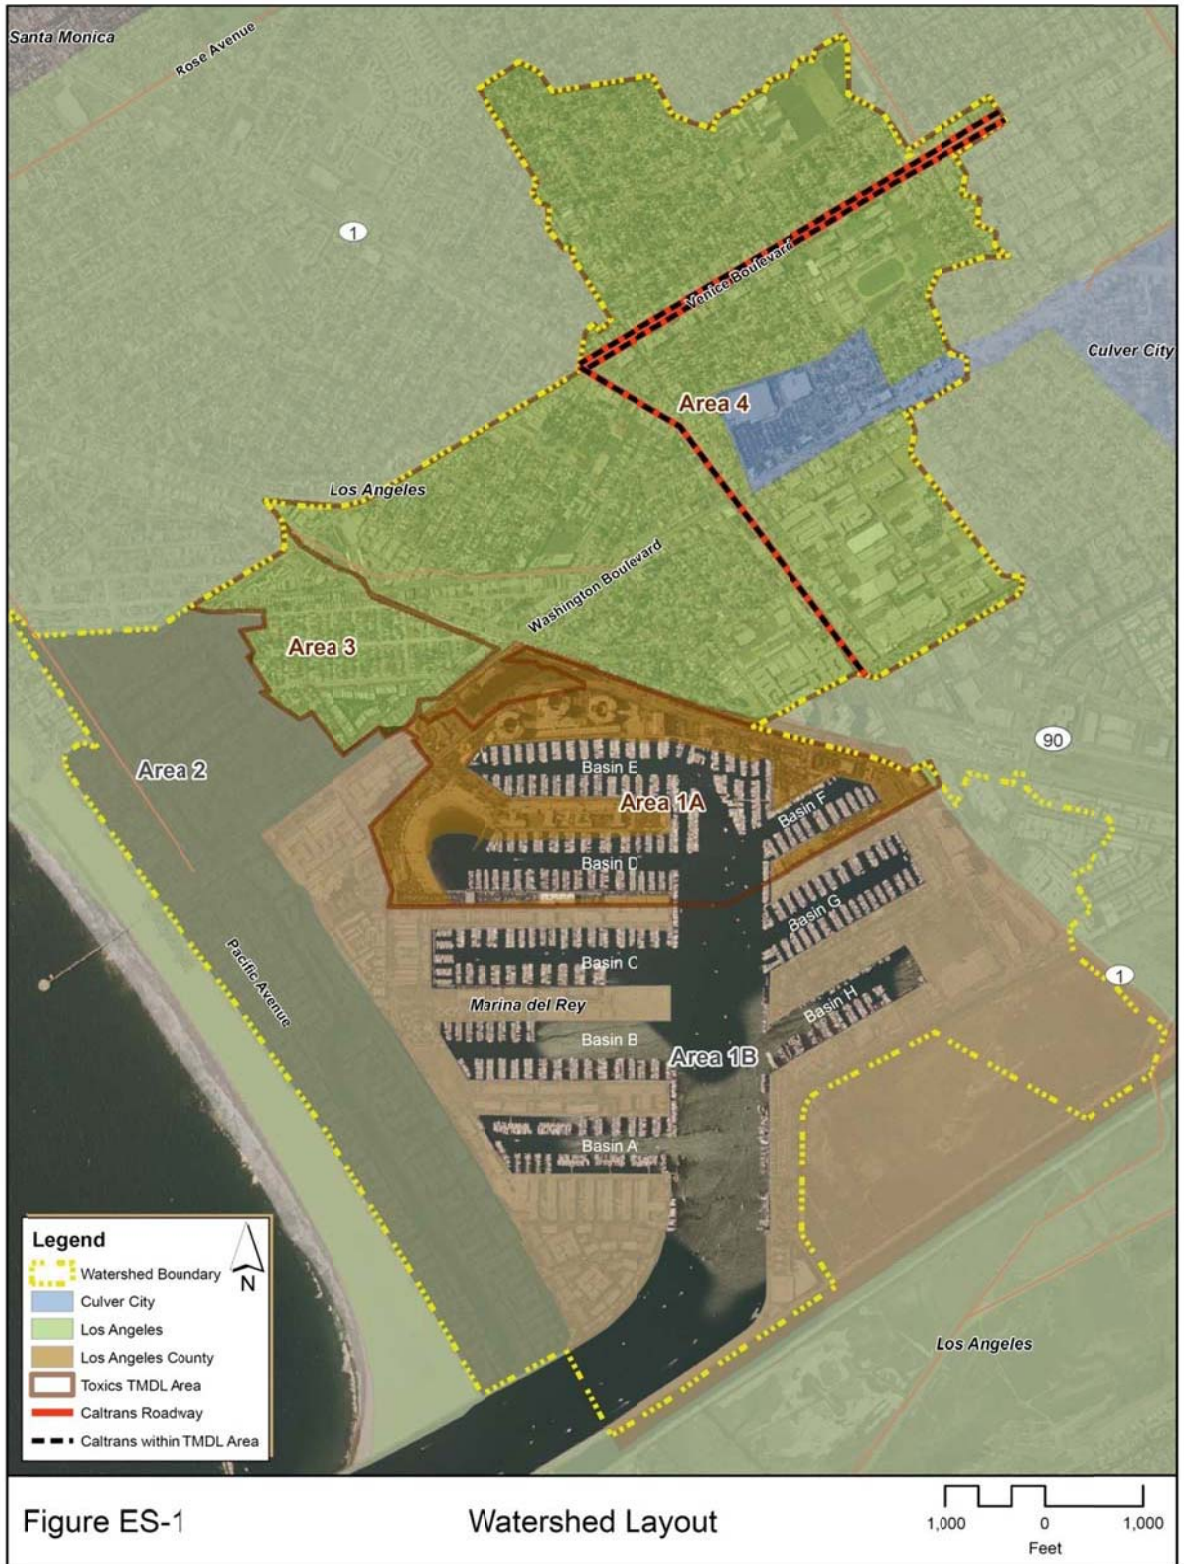 Santa Monica
Rose Avenue
1
Venice Boulevard
Culver City
Area 4
Los Angeles
Washington Boulevard
Area 3
90
Area 2
Basin E
Area 1A
Basin F
Basin D
Basin G
Pacific Avenue
Basin C
1
Marina del Rey
Basin H
Basin B
Area 1B
Basin A
Legend
N
Watershed Boundary
Culver City
Los Angeles
Los Angeles County
Toxics TMDL Area
Caltrans Roadway
Caltrans within TMDL Area
Los Angeles
Figure ES-1
Watershed Layout
1,000 0 1,000
Feet